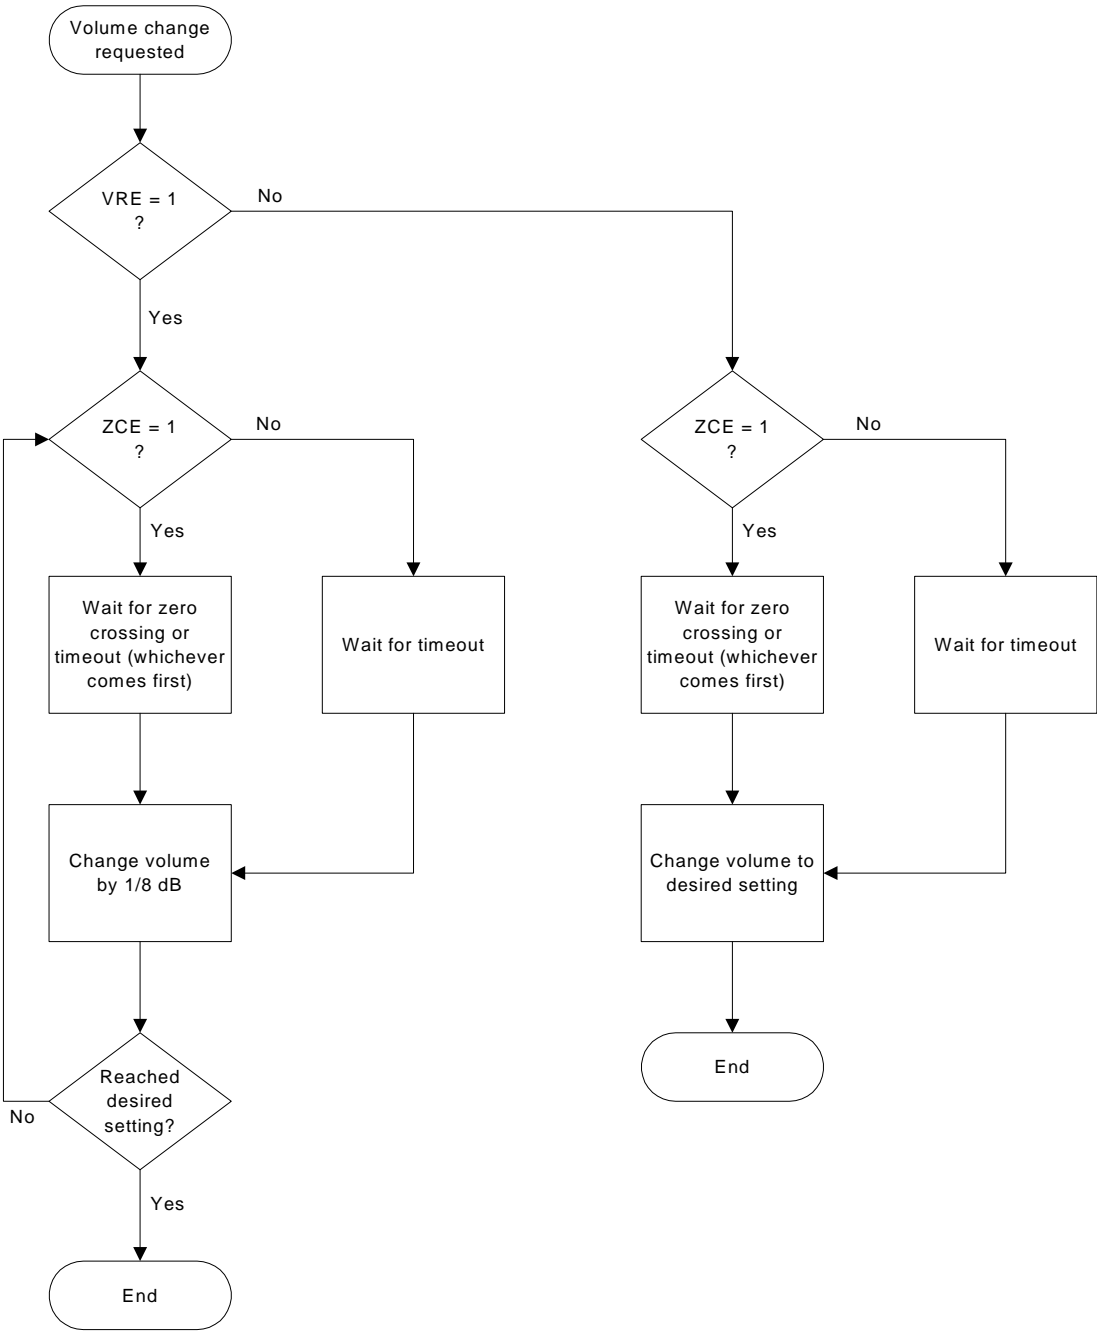 Volume change
requested
VRE = 1
?
No
Yes
ZCE = 1
?
No
Yes
ZCE = 1
?
No
Yes
Wait for zero
crossing or
timeout (whichever
comes first)
Wait for timeout
Wait for zero
crossing or
timeout (whichever
comes first)
Wait for timeout
Change volume
by 1/8 dB
Change volume to
desired setting
Reached
desired
setting?
No
Yes
End
End